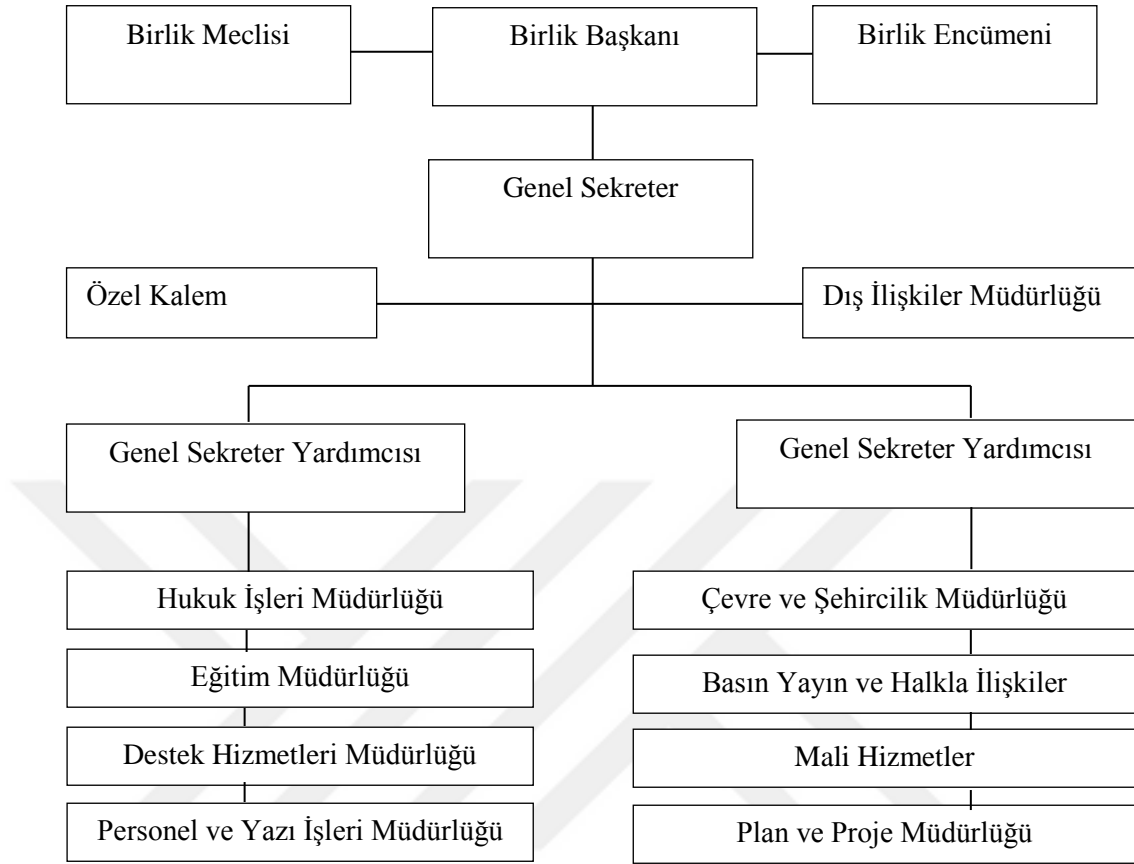 Birlik Meclisi
Birlik Başkanı
Birlik Encümeni
Genel Sekreter
Özel Kalem
Dış İlişkiler Müdürlüğü
Genel Sekreter Yardımcısı
Genel Sekreter Yardımcısı
Hukuk İşleri Müdürlüğü
Çevre ve Şehircilik Müdürlüğü
Eğitim Müdürlüğü
Basın Yayın ve Halkla İlişkiler
Destek Hizmetleri Müdürlüğü
Mali Hizmetler
Personel ve Yazı İşleri Müdürlüğü
Plan ve Proje Müdürlüğü